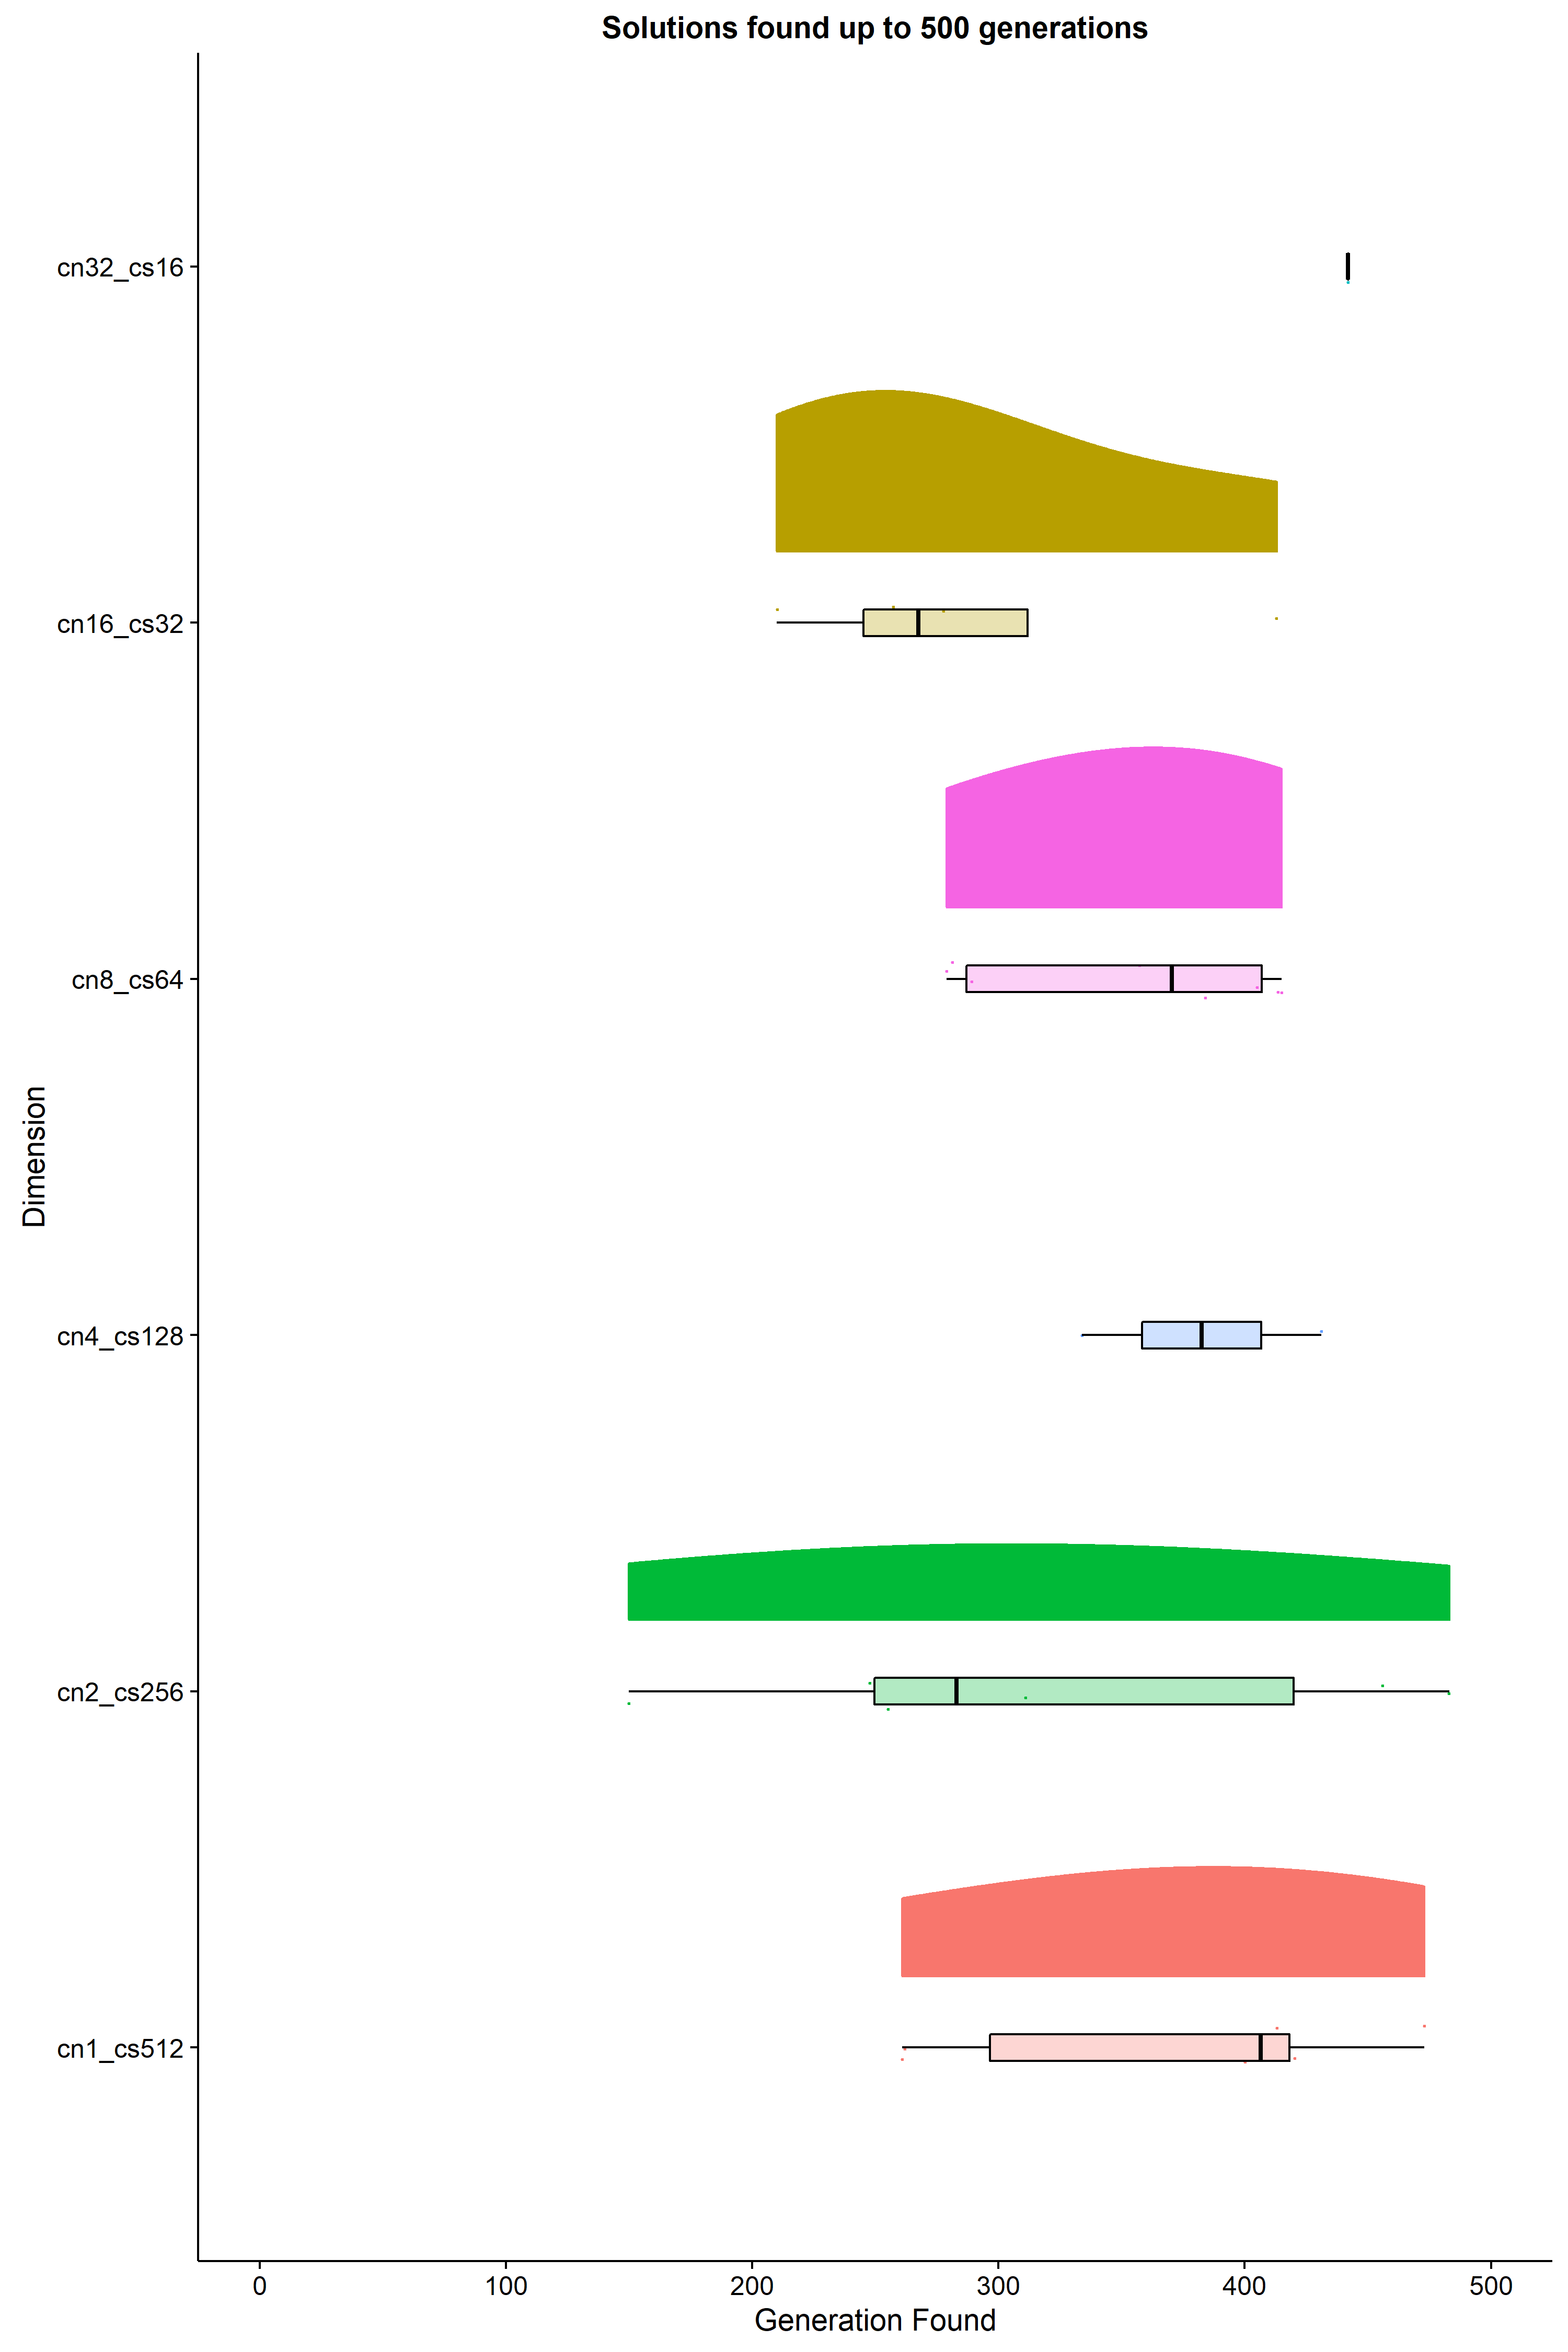 Solutions found up to 500 generations
cn32_cs16
cn16_cs32
cn8_cs64
Dimension
cn4_cs128
cn2_cs256
cn1_cs512
0 100 200 300 400 500
Generation Found